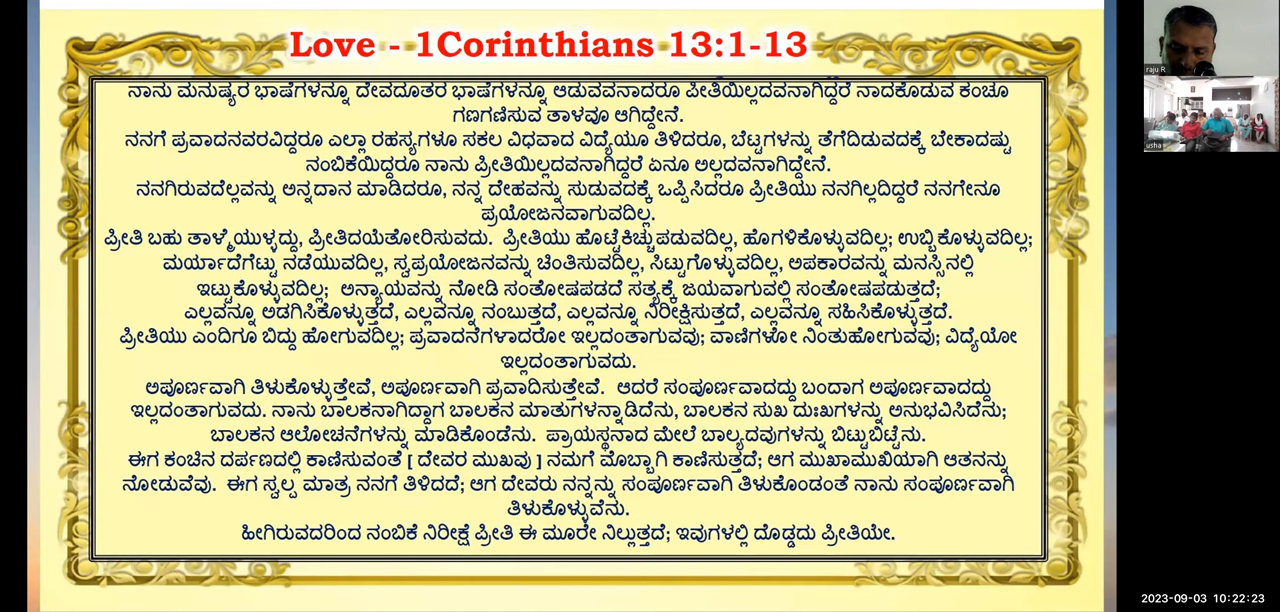 Love - 1Corinthians 13:1-13
ನಾನು ಮನುಷ್ಯರ ಭಾಷೆಗಳನ್ನೂ ದೇವದೂತರ ಭಾಷೆಗಳನ್ನೂ ಆಡುವವನಾದರೂ ಪ್ರೀತಿಯಿಲ್ಲದವನಾಗಿದ್ದರೆ ನಾದಕೊಡುವ ಕಂಚೂ
ಗಣಗಣಿಸುವ ತಾಳವೂ ಆಗಿದ್ದೇನೆ.
ನನಗೆ ಪ್ರವಾದನವರವಿದ್ದರೂ ಎಲ್ಲಾ ರಹಸ್ಯಗಳೂ ಸಕಲ ವಿಧವಾದ ವಿದ್ಯೆಯೂ ತಿಳಿದರೂ, ಬೆಟ್ಟಗಳನ್ನು ತೆಗೆದಿಡುವದಕ್ಕೆ ಬೇಕಾದಷ್ಟು
ನಂಬಿಕೆಯಿದ್ದರೂ ನಾನು ಪ್ರೀತಿಯಿಲ್ಲದವನಾಗಿದ್ದರೆ ಏನೂ ಅಲ್ಲದವನಾಗಿದ್ದೇನೆ.
ನನಗಿರುವದೆಲ್ಲವನ್ನು ಅನ್ನದಾನ ಮಾಡಿದರೂ, ನನ್ನ ದೇಹವನ್ನು ಸುಡುವದಕ್ಕೆ ಒಪ್ಪಿಸಿದರೂ ಪ್ರೀತಿಯು ನನಗಿಲ್ಲದಿದ್ದರೆ ನನಗೇನೂ
ಪ್ರಯೋಜನವಾಗುವದಿಲ್ಲ.
ಪ್ರೀತಿ ಬಹು ತಾಳ್ಮೆಯುಳ್ಳದ್ದು, ಪ್ರೀತಿದಯೆತೋರಿಸುವದು. ಪ್ರೀತಿಯು ಹೊಟ್ಟೆಕಿಚ್ಚುಪಡುವದಿಲ್ಲ, ಹೊಗಳಿಕೊಳ್ಳುವದಿಲ್ಲ; ಉಬ್ಬಿಕೊಳ್ಳುವದಿಲ್ಲ;
ಮರ್ಯಾದೆಗೆಟ್ಟು ನಡೆಯುವದಿಲ್ಲ, ಸ್ವಪ್ರಯೋಜನವನ್ನು ಚಿಂತಿಸುವದಿಲ್ಲ, ಸಿಟ್ಟುಗೊಳ್ಳುವದಿಲ್ಲ, ಅಪಕಾರವನ್ನು ಮನಸ್ಸಿನಲ್ಲಿ
ಇಟ್ಟುಕೊಳ್ಳುವದಿಲ್ಲ; ಅನ್ಯಾಯವನ್ನು ನೋಡಿ ಸಂತೋಷಪಡದೆ ಸತ್ಯಕ್ಕೆ ಜಯವಾಗುವಲ್ಲಿ ಸಂತೋಷಪಡುತ್ತದೆ;
ಎಲ್ಲವನ್ನೂ ಅಡಗಿಸಿಕೊಳ್ಳುತ್ತದೆ, ಎಲ್ಲವನ್ನೂ ನಂಬುತ್ತದೆ, ಎಲ್ಲವನ್ನೂ ನಿರೀಕ್ಷಿಸುತ್ತದೆ, ಎಲ್ಲವನ್ನೂ ಸಹಿಸಿಕೊಳ್ಳುತ್ತದೆ.
ಪ್ರೀತಿಯು ಎಂದಿಗೂ ಬಿದ್ದು ಹೋಗುವದಿಲ್ಲ; ಪ್ರವಾದನೆಗಳಾದರೋ ಇಲ್ಲದಂತಾಗುವವು; ವಾಣಿಗಳೋ ನಿಂತುಹೋಗುವವು; ವಿದ್ಯೆಯೋ
ಇಲ್ಲದಂತಾಗುವದು.
ಅಪೂರ್ಣವಾಗಿ ತಿಳುಕೊಳ್ಳುತ್ತೇವೆ, ಅಪೂರ್ಣವಾಗಿ ಪ್ರವಾದಿಸುತ್ತೇವೆ. ಆದರೆ ಸಂಪೂರ್ಣವಾದದ್ದು ಬಂದಾಗ ಅಪೂರ್ಣವಾದದ್ದು
ಇಲ್ಲದಂತಾಗುವದು. ನಾನು ಬಾಲಕನಾಗಿದ್ದಾಗ ಬಾಲಕನ ಮಾತುಗಳನ್ನಾಡಿದೆನು, ಬಾಲಕನ ಸುಖ ದುಃಖಗಳನ್ನು ಅನುಭವಿಸಿದೆನು;
ಬಾಲಕನ ಆಲೋಚನೆಗಳನ್ನು ಮಾಡಿಕೊಂಡೆನು. ಪ್ರಾಯಸ್ಥನಾದ ಮೇಲೆ ಬಾಲ್ಯದವುಗಳನ್ನು ಬಿಟ್ಟುಬಿಟ್ಟೆನು.
ಈಗ ಕಂಚಿನ ದರ್ಪಣದಲ್ಲಿ ಕಾಣಿಸುವಂತೆ [ ದೇವರ ಮುಖವು ] ನಮಗೆ ಮೊಬ್ಬಾಗಿ ಕಾಣಿಸುತ್ತದೆ; ಆಗ ಮುಖಾಮುಖಿಯಾಗಿ ಆತನನ್ನು
ನೋಡುವೆವು. ಈಗ ಸ್ವಲ್ಪ ಮಾತ್ರ ನನಗೆ ತಿಳಿದದೆ; ಆಗ ದೇವರು ನನ್ನನ್ನು ಸಂಪೂರ್ಣವಾಗಿ ತಿಳುಕೊಂಡಂತೆ ನಾನು ಸಂಪೂರ್ಣವಾಗಿ
ತಿಳುಕೊಳ್ಳುವೆನು.
ಹೀಗಿರುವದರಿಂದ ನಂಬಿಕೆ ನಿರೀಕ್ಷೆ ಪ್ರೀತಿ ಈ ಮೂರೇ ನಿಲ್ಲುತ್ತದೆ; ಇವುಗಳಲ್ಲಿ ದೊಡ್ಡದು ಪ್ರೀತಿಯೇ.
raju R
usha
2023-09-03 10:22:23